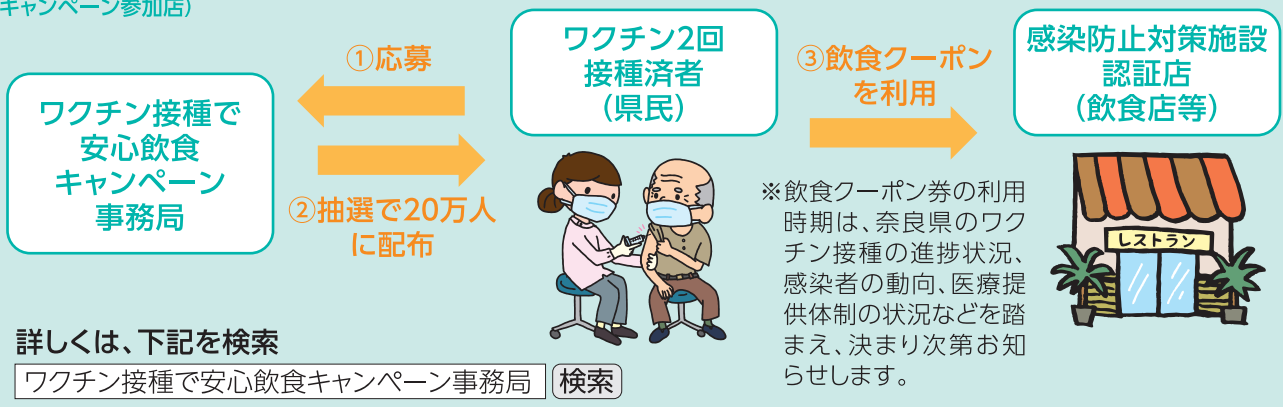 キャンペーン参加店）
ワクチン接種で
安心飲食
キャンペーン
事務局
①応募
②抽選で20万人
に配布
ワクチン2回
接種済者
（県民）
③飲食クーポン
を利用
感染防止対策施設
認証店
（飲食店等）
レストラン
※飲食クーポン券の利用
時期は、奈良県のワク
チン接種の進捗状況、
感染者の動向、医療提
供体制の状況などを踏
まえ、決まり次第お知
らせします。
詳しくは、下記を検索
ワクチン接種で安心飲食キャンペーン事務局 検索